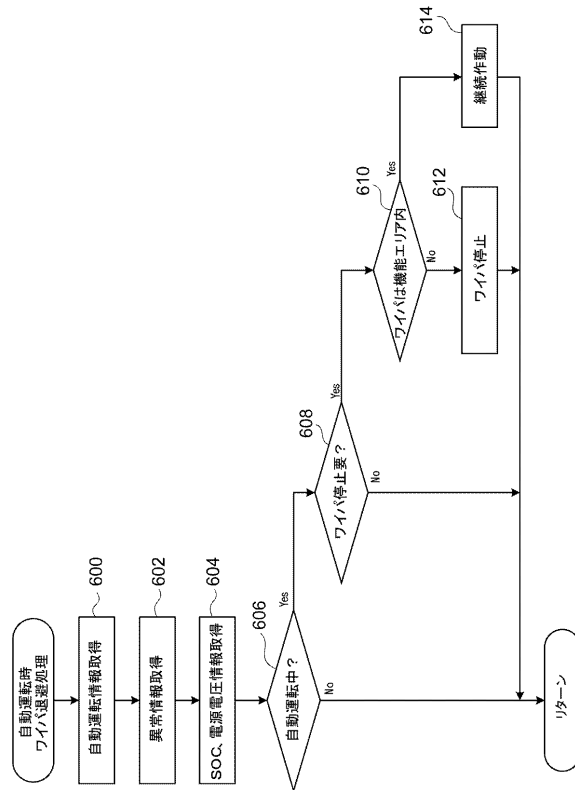 自動運転時
ワイパ退避処理
自動運転情報取得
600
異常情報取得
602
SOC、電源電圧情報取得
604
自動運転中？
606
Yes
No
ワイパ停止要？
608
Yes
No
ワイパは機能エリア内
610
Yes
No
ワイパ停止
612
継続作動
614
リターン